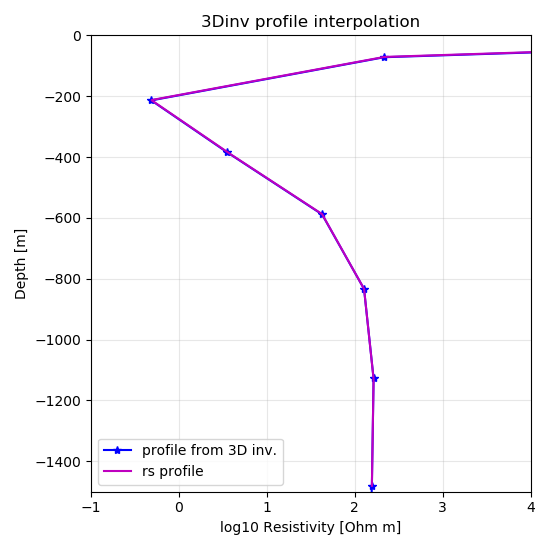 3Dinv profile interpolation
0
−200
−400
−600
−800
−1000
−1200
−1400
Depth [m]
profile from 3D inv.
rs profile
−1
0
1
2
3
4
log10 Resistivity [Ohm m]